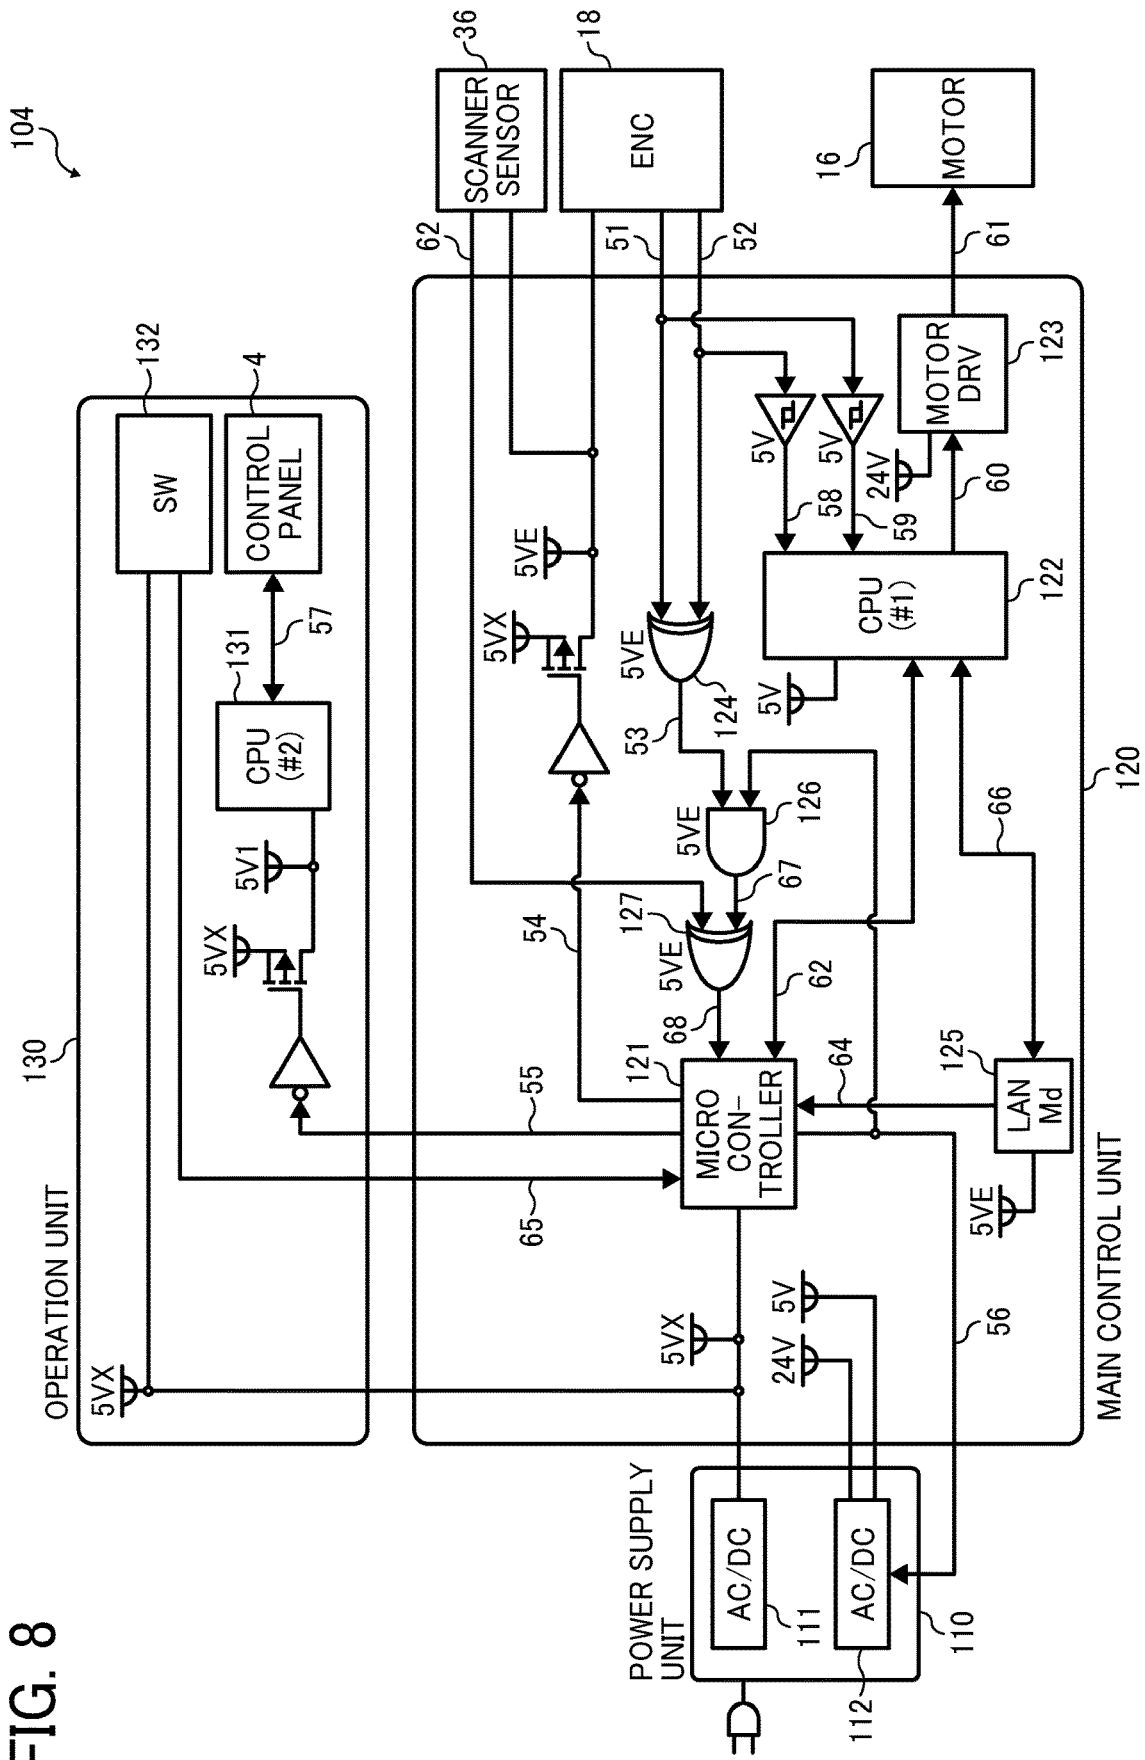 FIG. 8
104
OPERATION UNIT
130
5VX
SW
132
CONTROL
PANEL
4
57
131
CPU
(#2)
5V1
5VX
55
65
POWER SUPPLY
UNIT
AC/DC
111
AC/DC
112
110
5VX
24V
5V
56
MAIN CONTROL UNIT
120
MICRO
CON-
TROLLER
121
54
5VX
5VE
62
SCANNER
SENSOR
36
ENC
18
51
52
5VE
124
53
5VE
126
67
5VE
127
68
62
64
LAN
Md
125
5VE
66
CPU
(#1)
122
5V
5V
5V
58
59
60
24V
MOTOR
DRV
123
61
MOTOR
16